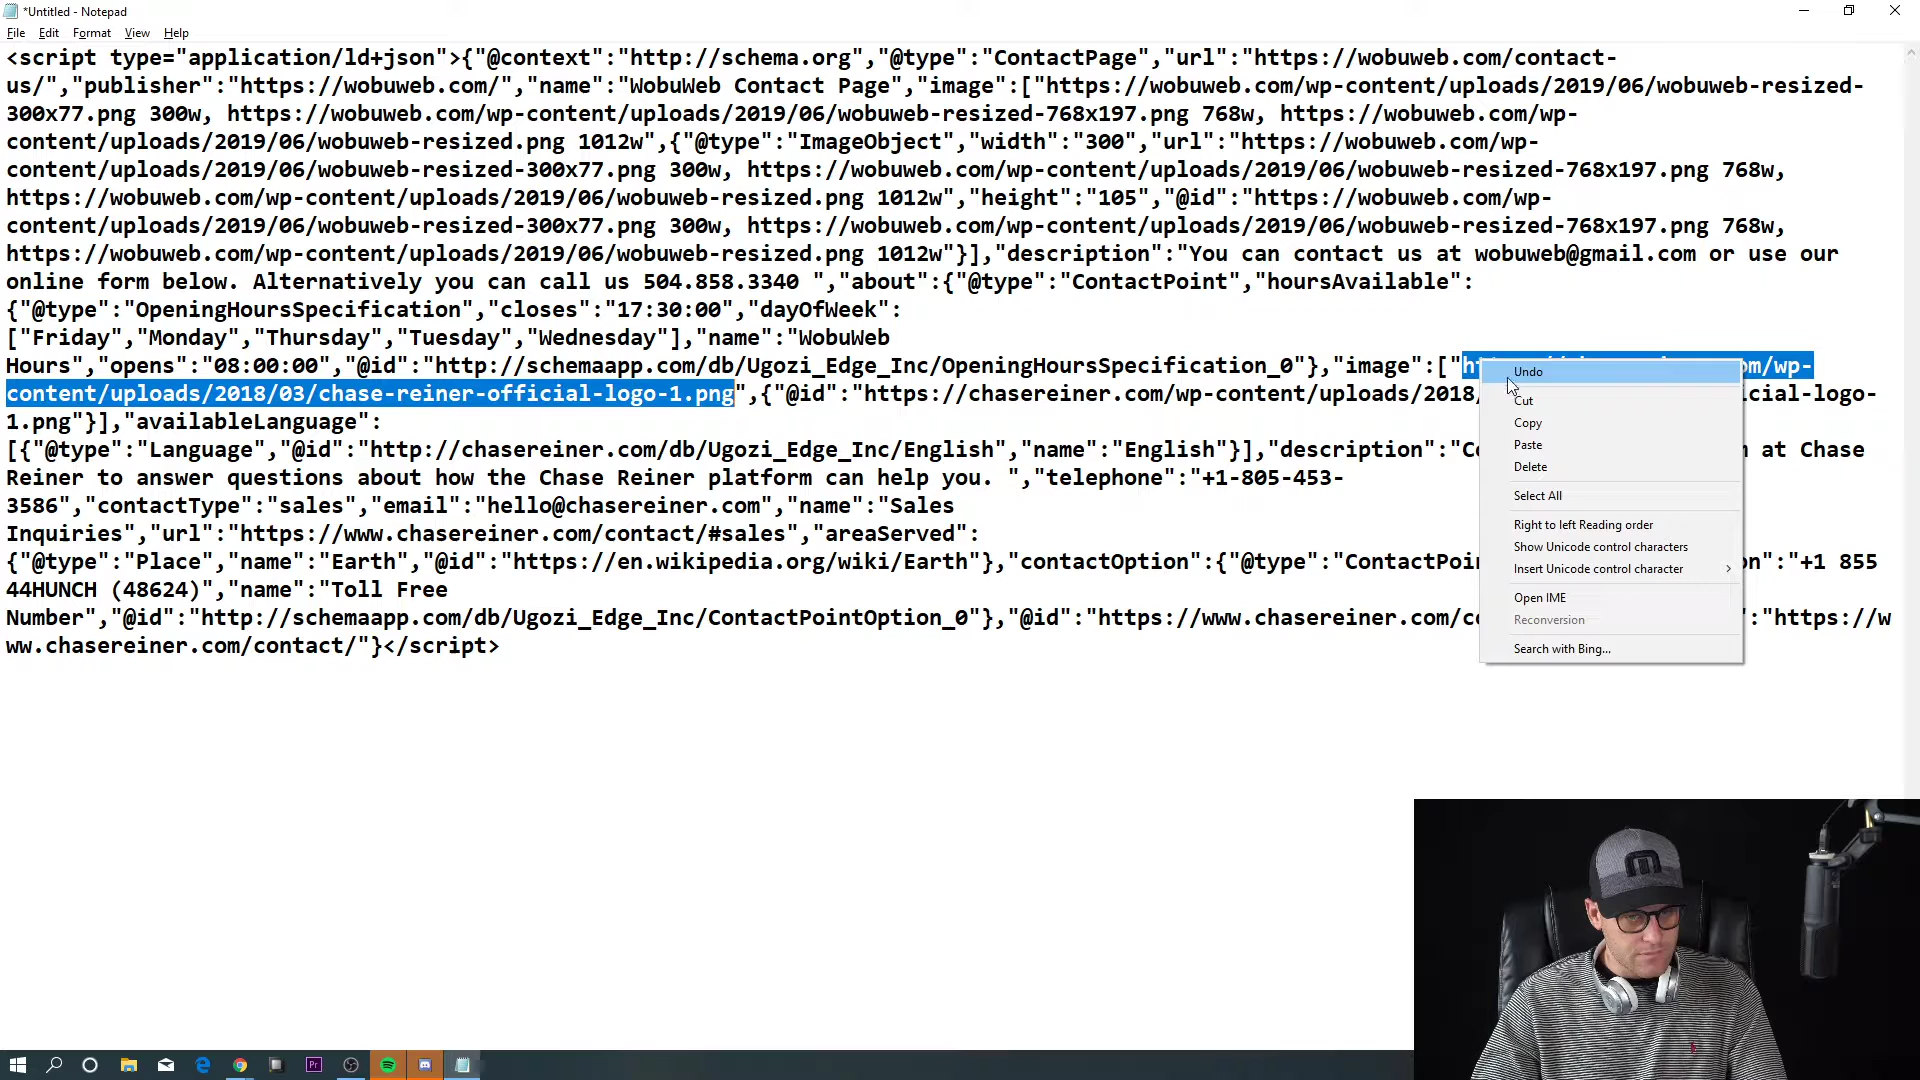 *Untitled - Notepad
File Edit Format View Help
<script type="application/ld+json">{"@context":"http://schema.org","@type":"ContactPage","url":"https://wobuweb.com/contact-
us/","publisher":"https://wobuweb.com/","name":"WobuWeb Contact Page","image":["https://wobuweb.com/wp-content/uploads/2019/06/wobuweb-resized-
300x77.png 300w, https://wobuweb.com/wp-content/uploads/2019/06/wobuweb-resized-768x197.png 768w, https://wobuweb.com/wp-
content/uploads/2019/06/wobuweb-resized.png 1012w",{"@type":"ImageObject","width":"300","url":"https://wobuweb.com/wp-
content/uploads/2019/06/wobuweb-resized-300x77.png 300w, https://wobuweb.com/wp-content/uploads/2019/06/wobuweb-resized-768x197.png 768w,
https://wobuweb.com/wp-content/uploads/2019/06/wobuweb-resized.png 1012w","height":"105","@id":"https://wobuweb.com/wp-
content/uploads/2019/06/wobuweb-resized-300x77.png 300w, https://wobuweb.com/wp-content/uploads/2019/06/wobuweb-resized-768x197.png 768w,
https://wobuweb.com/wp-content/uploads/2019/06/wobuweb-resized.png 1012w"}],"description":"You can contact us at wobuweb@gmail.com or use our
online form below. Alternatively you can call us 504.858.3340 ","about":{"@type":"ContactPoint","hoursAvailable":
{"@type":"OpeningHoursSpecification","closes":"17:30:00","dayOfWeek":
["Friday","Monday","Thursday","Tuesday","Wednesday"],"name":"WobuWeb
Hours","opens":"08:00:00","@id":"http://schemaapp.com/db/Ugozi_Edge_Inc/OpeningHoursSpecification_0"},"image":["h om/wp-
content/uploads/2018/03/chase-reiner-official-logo-1.png",{"@id":"https://chasereiner.com/wp-content/uploads/2018/ icial-logo-
1.png"}],"availableLanguage":
[{"@type":"Language","@id":"http://chasereiner.com/db/Ugozi_Edge_Inc/English","name":"English"}],"description":"Co at Chase
Reiner to answer questions about how the Chase Reiner platform can help you. ","telephone":"+1-805-453-
3586","contactType":"sales","email":"hello@chasereiner.com","name":"Sales
Inquiries","url":"https://www.chasereiner.com/contact/#sales","areaServed":
{"@type":"Place","name":"Earth","@id":"https://en.wikipedia.org/wiki/Earth"},"contactOption":{"@type":"ContactPoi on":"+1 855
44HUNCH (48624)","name":"Toll Free
Number","@id":"http://schemaapp.com/db/Ugozi_Edge_Inc/ContactPointOption_0"},"@id":"https://www.chasereiner.com/co ":"https://w
ww.chasereiner.com/contact/"}</script>
Undo
Cut
Copy
Paste
Delete
Select All
Right to left Reading order
Show Unicode control characters
Insert Unicode control character
Open IME
Reconversion
Search with Bing...
Pr